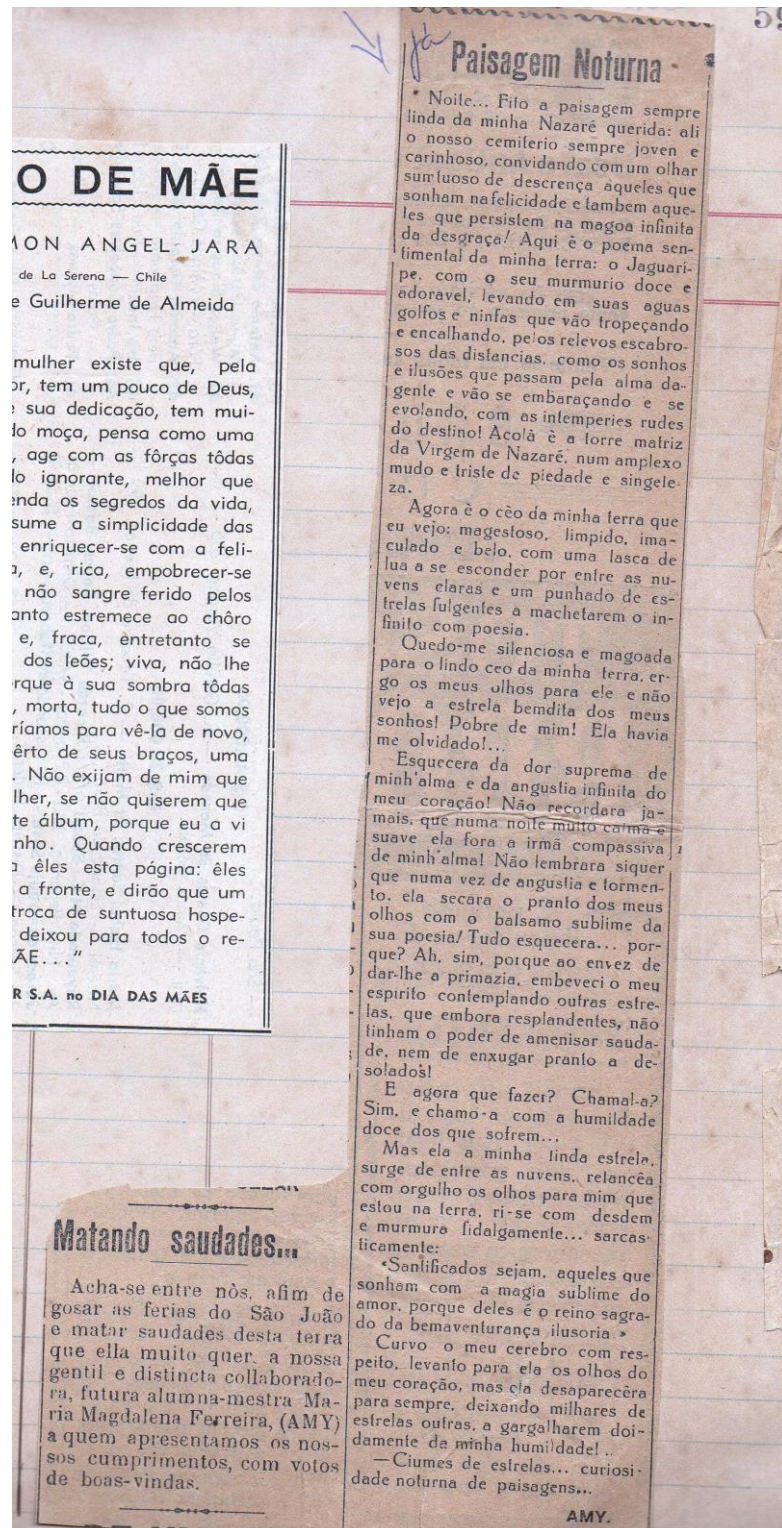 59
já
O DE MÃE
MON ANGEL JARA
de La Serena — Chile
e Guilherme de Almeida
mulher existe que, pela
or, tem um pouco de Deus,
e sua dedicação, tem mui-
do moça, pensa como uma
, age com as fôrças tôdas
do ignorante, melhor que
enda os segredos da vida,
sume a simplicidade das
enriquecer-se com a feli-
a, e, rica, empobrecer-se
não sangre ferido pelos
anto estremece ao chôro
e, fraca, entretanto se
dos leões; viva, não lhe
orque à sua sombra tôdas
, morta, tudo o que somos
ríamos para vê-la de novo,
êrto de seus braços, uma
. Não exijam de mim que
lher, se não quiserem que
te álbum, porque eu a vi
nho. Quando crescerem
a êles esta página: êles
a fronte, e dirão que um
troca de suntuosa hospe-
deixou para todos o re-
ÃE..."
R S.A. no DIA DAS MÃES
Matando saudades...
Acha-se entre nòs, afim de
gosar as ferias do São João
e matar saudades desta terra
que ella muito quer, a nossa
gentil e distincta collaborado-
ra, futura alumna-mestra Ma-
ria Magdalena Ferreira, (AMY)
a quem apresentamos os nos-
sos cumprimentos, com votos
de boas-vindas.
Paisagem Noturna
Noite... Fito a paisagem sempre
linda da minha Nazaré querida: ali
o nosso cemiterio sempre joven e
carinhoso, convidando com um olhar
sumtuoso de descrença aqueles que
sonham na felicidade e tambem aque-
les que persistem na magoa infinita
da desgraça! Aqui è o poema sen-
timental da minha terra: o Jaguari-
pe, com o seu murmurio doce e
adoravel, levando em suas aguas
golfos e ninfas que vão tropeçando
e encalhando, pelos relevos escabro-
sos das distancias, como os sonhos
e ilusões que passam pela alma da-
gente e vão se embaraçando e se
evolando, com as intemperies rudes
do destino! Acolà è a torre matriz
da Virgem de Nazaré, num amplexo
mudo e triste de piedade e singele-
za.
Agora è o cèo da minha terra que
eu vejo: magestoso, limpido, ima-
culado e belo, com uma lasca de
lua a se esconder por entre as nu-
vens claras e um punhado de es-
trelas fulgentes a machetarem o in-
finito com poesia.
Quedo-me silenciosa e magoada
para o lindo ceo da minha terra, er-
go os meus olhos para ele e não
vejo a estrela bemdita dos meus
sonhos! Pobre de mim! Ela havia
me olvidado!...
Esquecera da dor suprema de
minh'alma e da angustia infinita do
meu coração! Não recordara ja-
mais, que numa noite muito calma e
suave ela fora a irmã compassiva
de minh'alma! Não lembrara siquer
que numa vez de angustia e tormen-
to, ela secara o pranto dos meus
olhos com o balsamo sublime da
sua poesia! Tudo esquecera... por-
que? Ah, sim, porque ao envez de
dar-lhe a primazia, embeveci o meu
espirito contemplando outras estre-
las, que embora resplandentes, não
tinham o poder de amenisar sauda-
de, nem de enxugar pranto a de-
solados!
E agora que fazer? Chamal-a?
Sim, e chamo-a com a humildade
doce dos que sofrem...
Mas ela a minha linda estrela,
surge de entre as nuvens, relancêa
com orgulho os olhos para mim que
estou na terra, ri-se com desdem
e murmura fidalgamente... sarcas-
ticamente:
«Santificados sejam, aqueles que
sonham com a magia sublime do
amor, porque deles é o reino sagra-
do da bemaventurança ilusoria.»
Curvo o meu cerebro com res-
peito, levanto para ela os olhos do
meu coração, mas ela desaparecêra
para sempre, deixando milhares de
estrelas outras, a gargalharem doi-
damente da minha humildade!..
—Ciumes de estrelas... curiosi-
dade noturna de paisagens...
AMY.